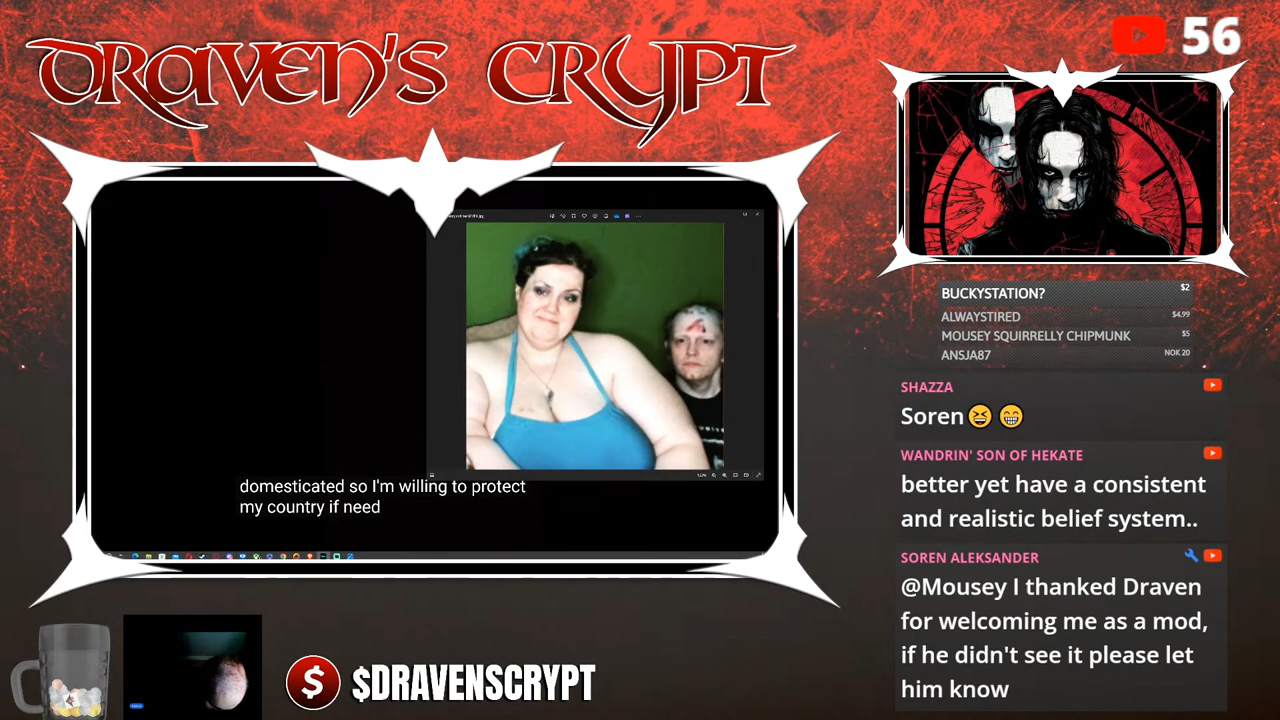 DRAVEN'S CRYPT
56
BUCKYSTATION? $2
ALWAYSTIRED $4.99
MOUSEY SQUIRRELLY CHIPMUNK $5
ANSJA87 NOK 20
SHAZZA
Soren😆 😁
WANDRIN' SON OF HEKATE
better yet have a consistent
and realistic belief system..
SOREN ALEKSANDER
@Mousey I thanked Draven
for welcoming me as a mod,
if he didn't see it please let
him know
domesticated so I'm willing to protect
my country if need
$ $DRAVENSCRYPT